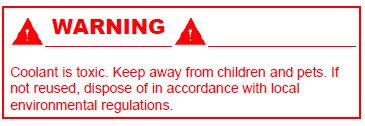 WARNING
Coolant is toxic. Keep away from children and pets. If
not reused, dispose of in accordance with local
environmental regulations.